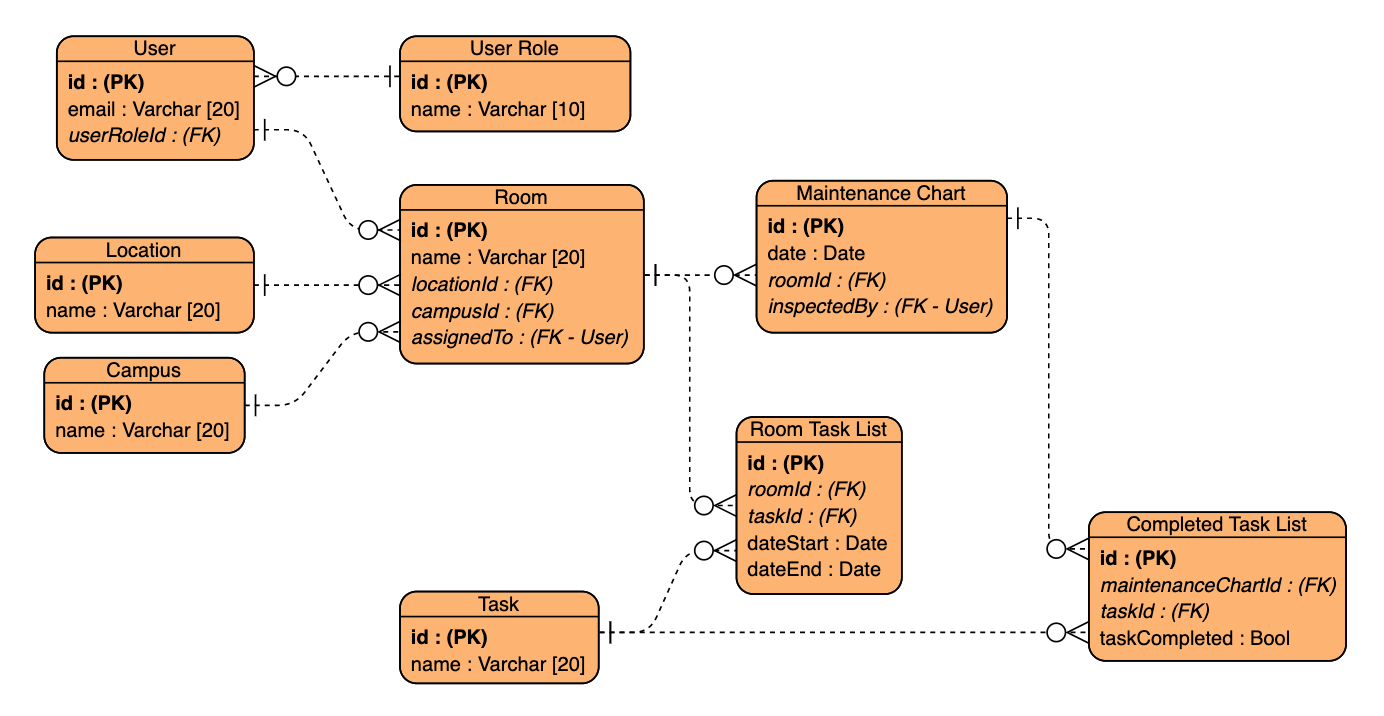 User
id : (PK)
email : Varchar [20]
userRoleId : (FK)
User Role
id : (PK)
name : Varchar [10]
Room
id : (PK)
name : Varchar [20]
locationId : (FK)
campusId : (FK)
assignedTo : (FK - User)
Maintenance Chart
id : (PK)
date : Date
roomId : (FK)
inspectedBy : (FK - User)
Location
id : (PK)
name : Varchar [20]
Campus
id : (PK)
name : Varchar [20]
Room Task List
id : (PK)
roomId : (FK)
taskId : (FK)
dateStart : Date
dateEnd : Date
Completed Task List
id : (PK)
maintenanceChartId : (FK)
taskId : (FK)
taskCompleted : Bool
Task
id : (PK)
name : Varchar [20]